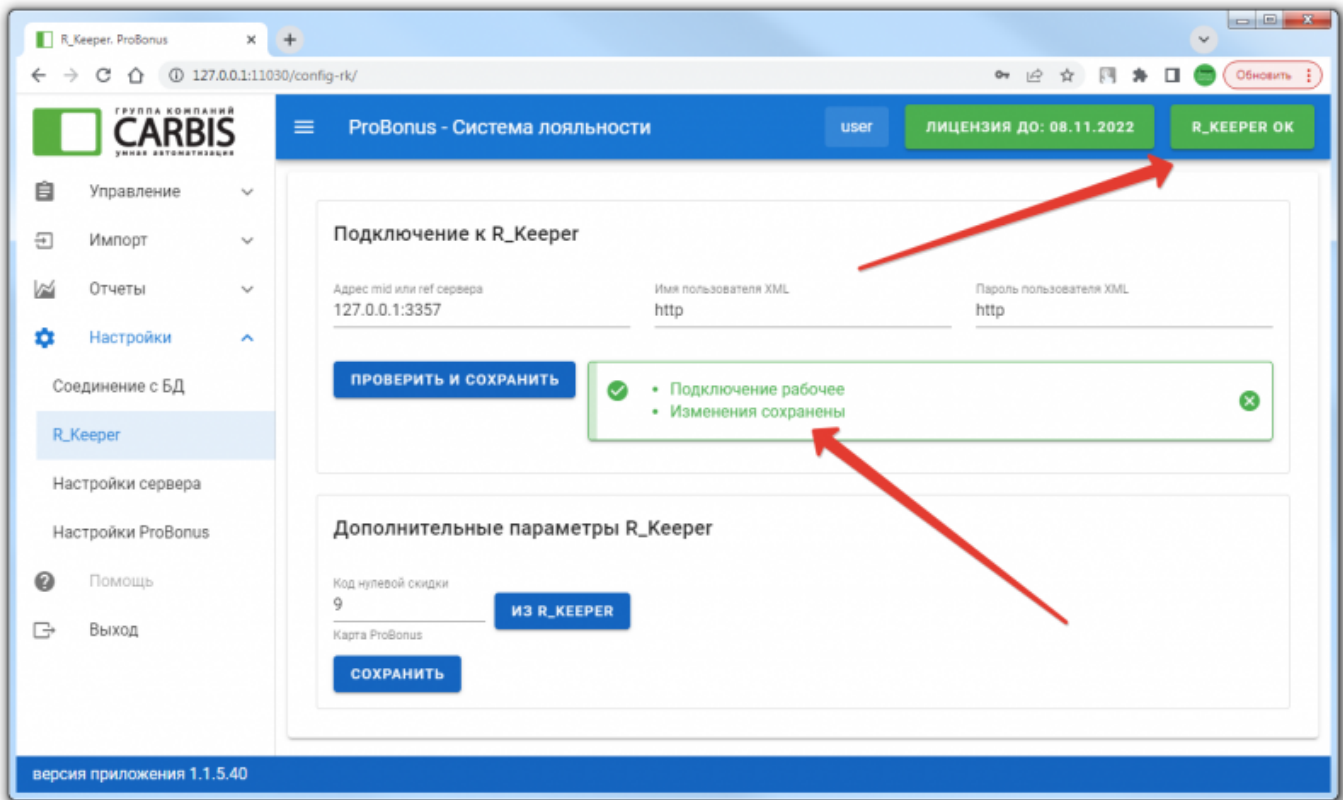 R_Keeper. ProBonus
127.0.0.1:11030/config-rk/
Обновить
ГРУППА КОМПАНИЙ
CARBIS
умная автоматизация
ProBonus - Система лояльности
user
ЛИЦЕНЗИЯ ДО: 08.11.2022
R_KEEPER OK
Управление
Импорт
Отчеты
Настройки
Соединение с БД
R_Keeper
Настройки сервера
Настройки ProBonus
Помощь
Выход
Подключение к R_Keeper
Адрес mid или ref сервера
127.0.0.1:3357
Имя пользователя XML
http
Пароль пользователя XML
http
ПРОВЕРИТЬ И СОХРАНИТЬ
• Подключение рабочее
• Изменения сохранены
Дополнительные параметры R_Keeper
Код нулевой скидки
9
ИЗ R_KEEPER
Карта ProBonus
СОХРАНИТЬ
версия приложения 1.1.5.40